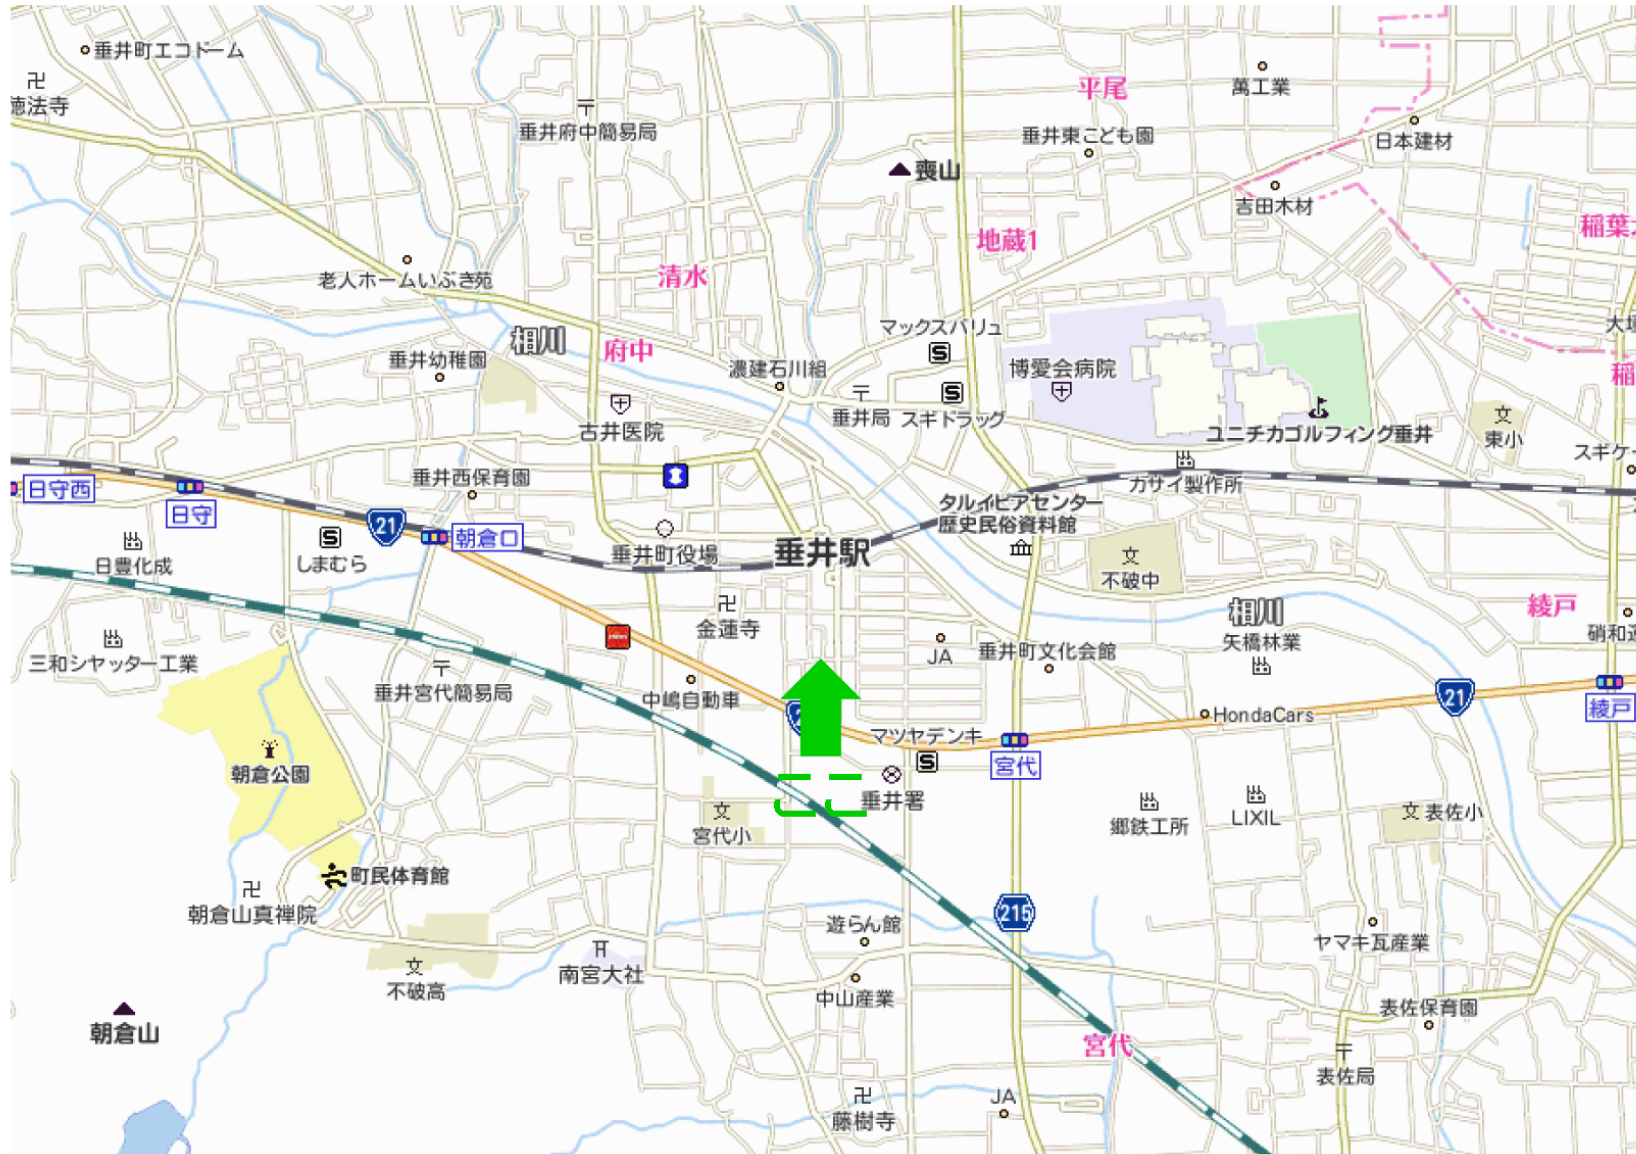 垂井町エコドーム
徳法寺
垂井府中簡易局
平尾
萬工業
垂井東こども園
日本建材
喪山
吉田木材
地蔵1
稲葉
清水
老人ホームいぶき苑
マックスバリュ
相川
府中
垂井幼稚園
濃建石川組
博愛会病院
大垣
稲
垂井局
スギドラッグ
古井医院
ユニチカゴルフィング垂井
東小
スギケ
日守西
日守
垂井西保育園
カサイ製作所
タルイピアセンター
歴史民俗資料館
21
朝倉口
しまむら
日豊化成
垂井町役場
垂井駅
不破中
相川
綾戸
金蓮寺
矢橋林業
硝和
三和シャッター工業
JA
垂井町文化会館
垂井宮代簡易局
中嶋自動車
21
綾戸
HondaCars
マツヤデンキ
宮代
朝倉公園
垂井署
宮代小
郷鉄工所
LIXIL
表佐小
町民体育館
朝倉山真禅院
215
遊らん館
ヤマキ瓦産業
南宮大社
不破高
中山産業
表佐保育園
朝倉山
宮代
表佐局
JA
藤樹寺